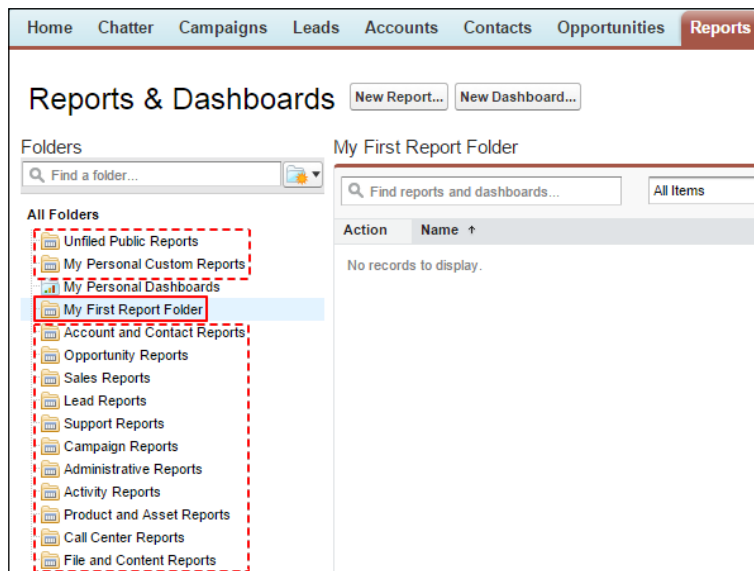 Home Chatter Campaigns Leads Accounts Contacts Opportunities Reports
Reports & Dashboards New Report... New Dashboard...
Folders
Find a folder...
All Folders
Unfiled Public Reports
My Personal Custom Reports
My Personal Dashboards
My First Report Folder
Account and Contact Reports
Opportunity Reports
Sales Reports
Lead Reports
Support Reports
Campaign Reports
Administrative Reports
Activity Reports
Product and Asset Reports
Call Center Reports
File and Content Reports
My First Report Folder
Find reports and dashboards... All Items
Action Name ↑
No records to display.